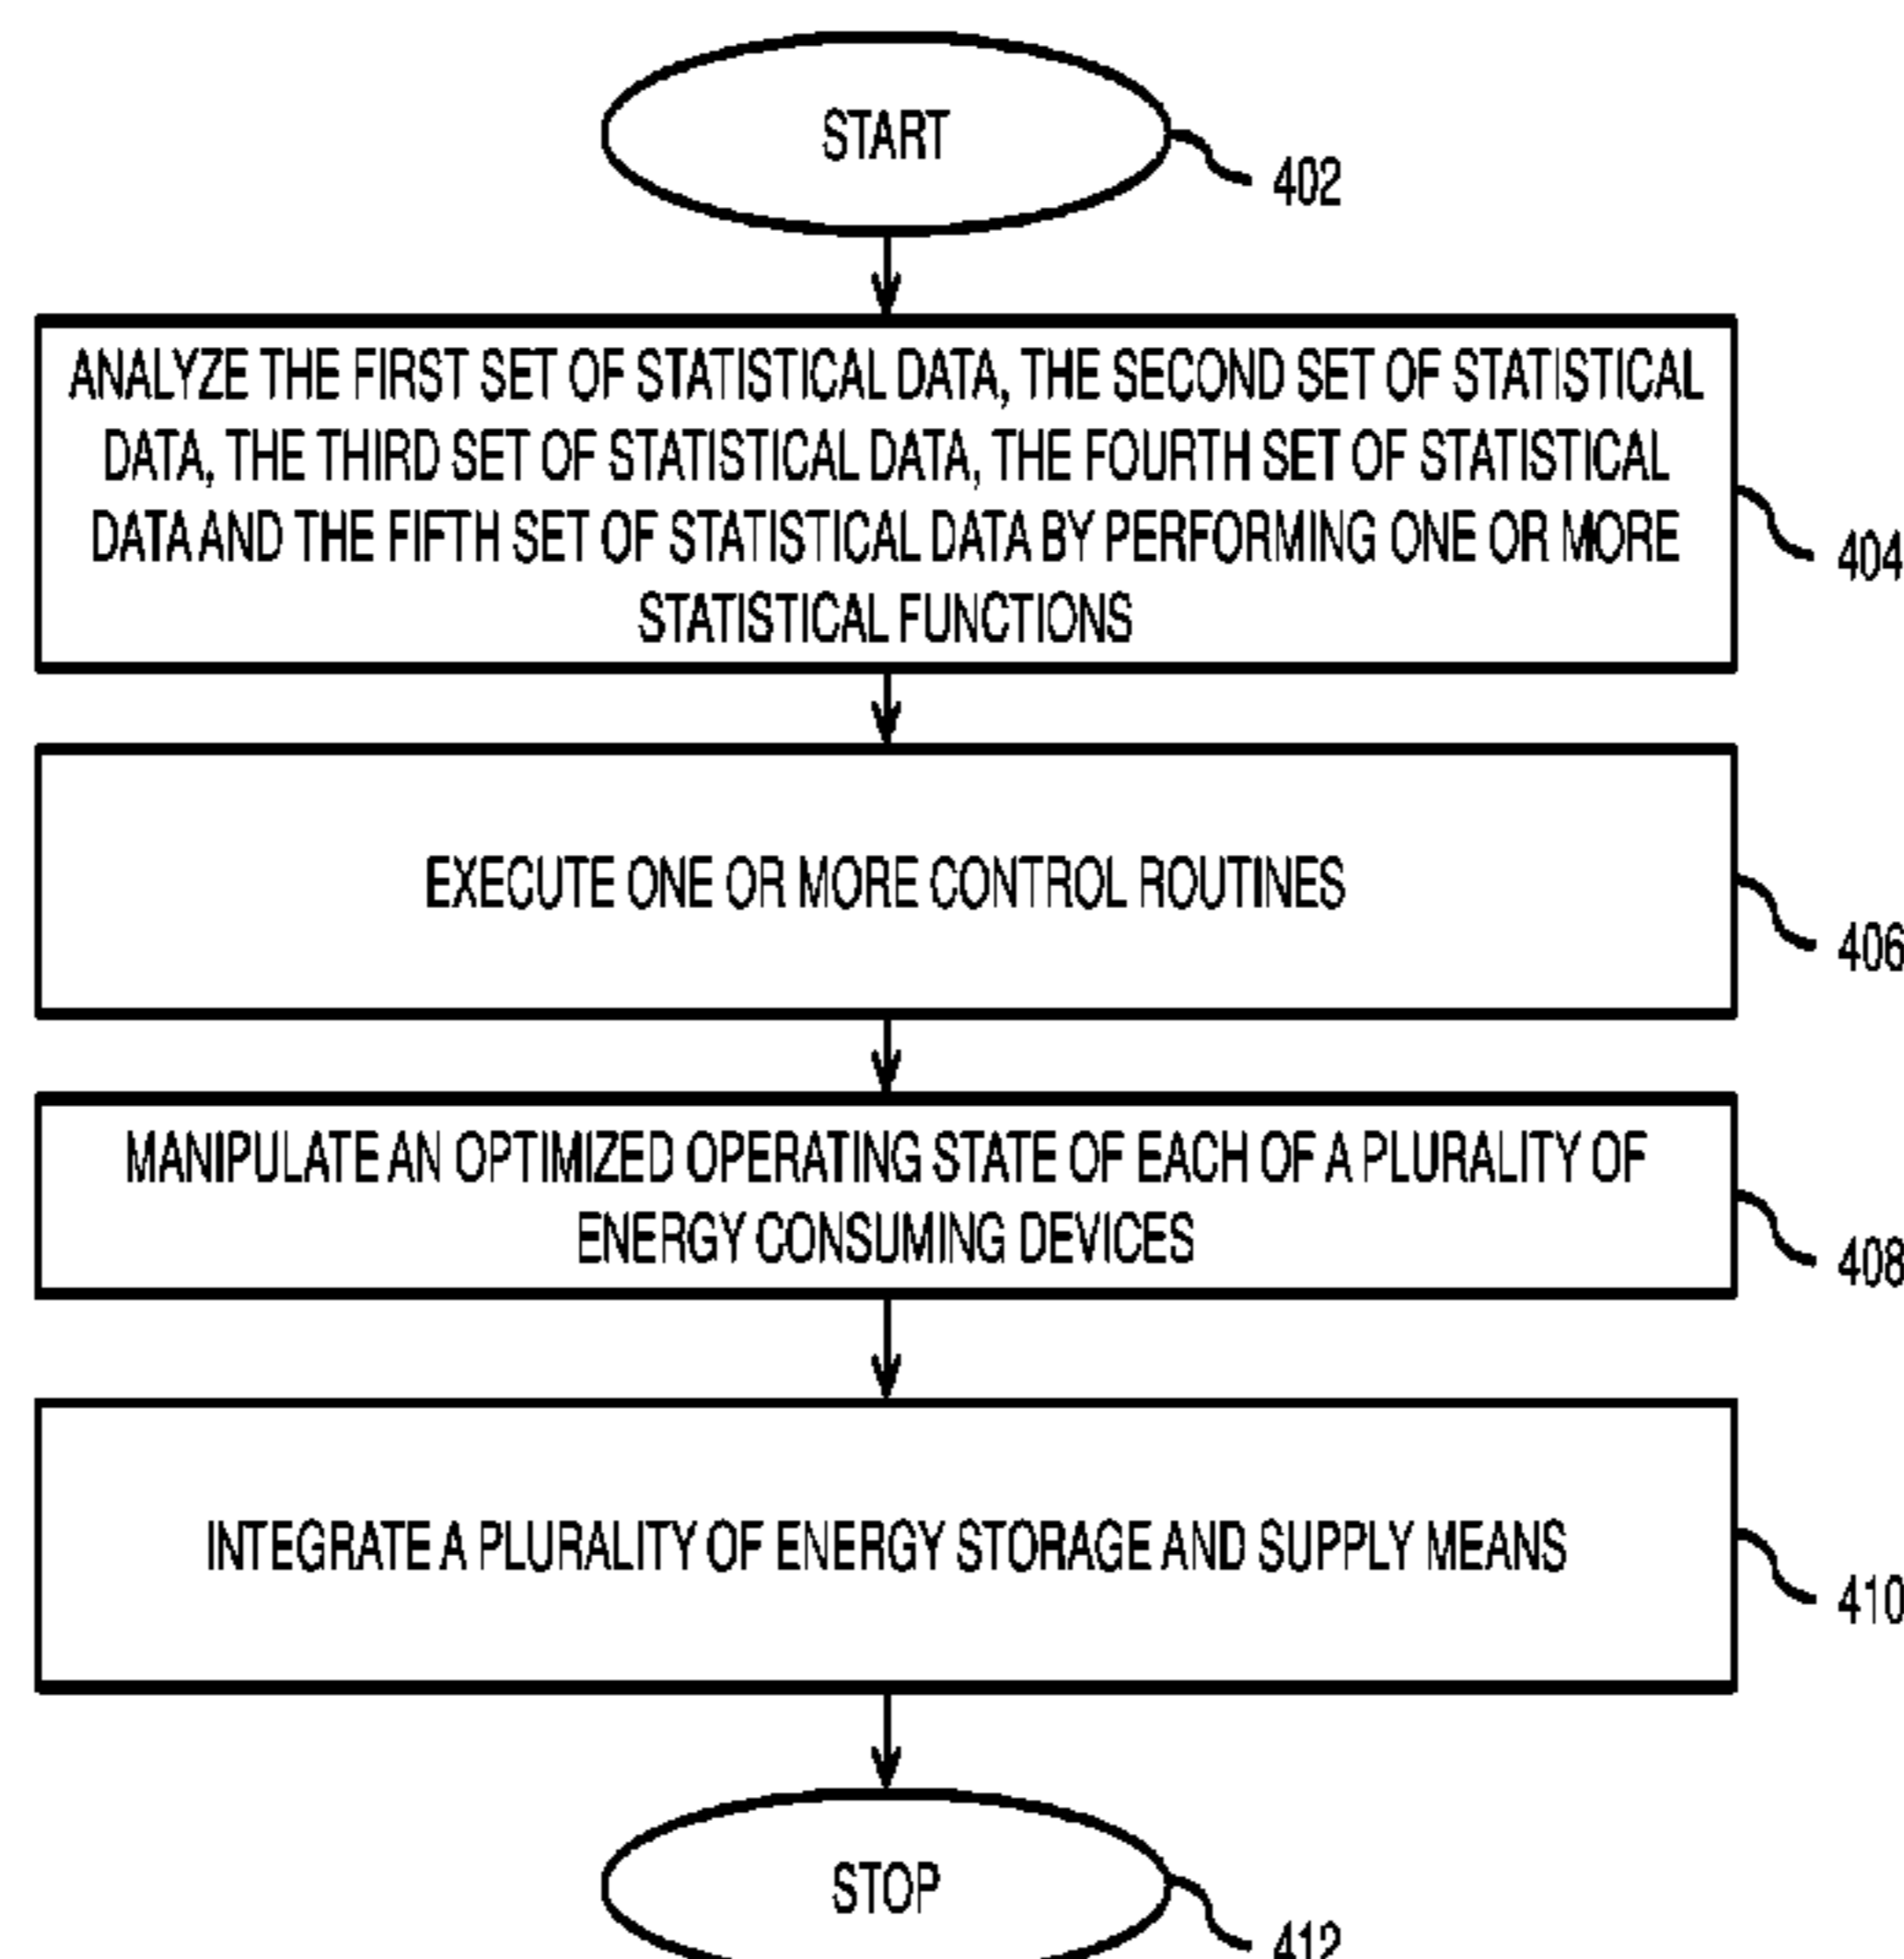 START
402
ANALYZE THE FIRST SET OF STATISTICAL DATA, THE SECOND SET OF STATISTICAL
DATA, THE THIRD SET OF STATISTICAL DATA, THE FOURTH SET OF STATISTICAL
DATA AND THE FIFTH SET OF STATISTICAL DATA BY PERFORMING ONE OR MORE
STATISTICAL FUNCTIONS
404
EXECUTE ONE OR MORE CONTROL ROUTINES
406
MANIPULATE AN OPTIMIZED OPERATING STATE OF EACH OF A PLURALITY OF
ENERGY CONSUMING DEVICES
408
INTEGRATE A PLURALITY OF ENERGY STORAGE AND SUPPLY MEANS
410
STOP
412